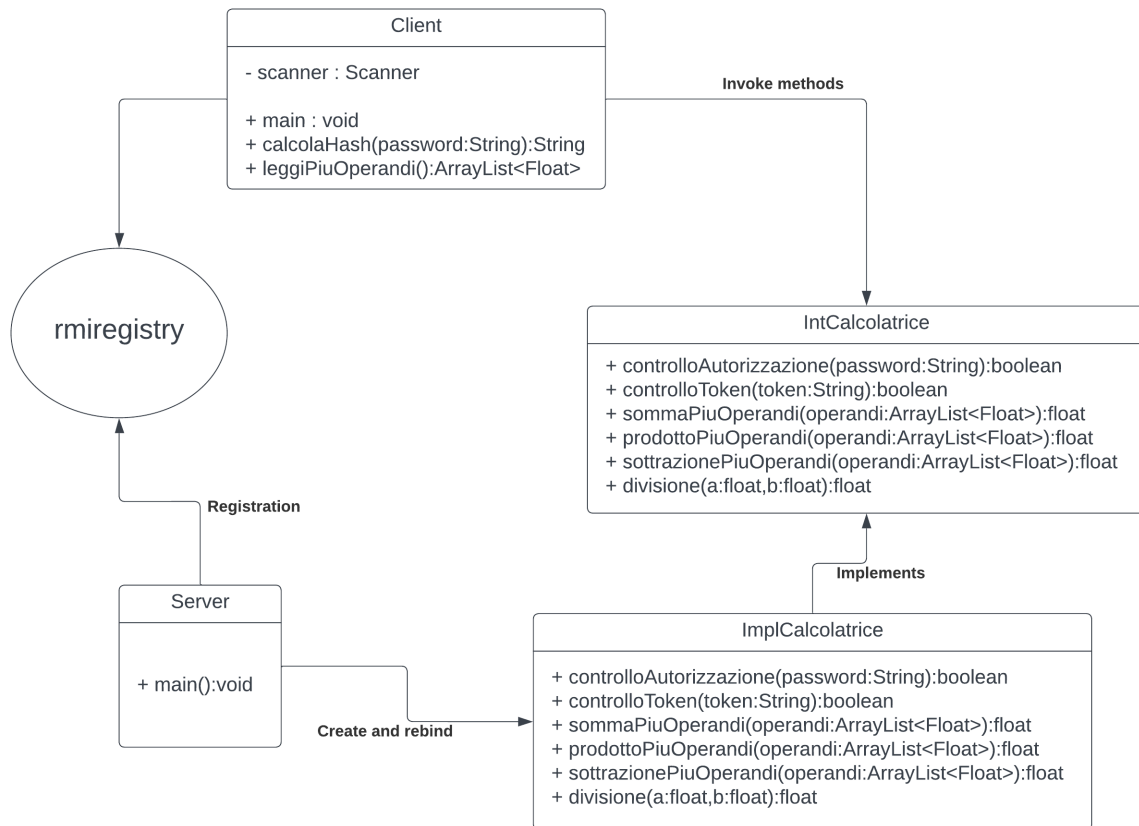 Client
- scanner : Scanner
+ main : void
+ calcolaHash(password:String):String
+ leggiPiuOperandi():ArrayList<Float>
Invoke methods
rmiregistry
IntCalcolatrice
+ controlloAutorizzazione(password:String):boolean
+ controlloToken(token:String):boolean
+ sommaPiuOperandi(operandi:ArrayList<Float>):float
+ prodottoPiuOperandi(operandi:ArrayList<Float>):float
+ sottrazionePiuOperandi(operandi:ArrayList<Float>):float
+ divisione(a:float,b:float):float
Registration
Implements
Server
+ main():void
Create and rebind
ImplCalcolatrice
+ controlloAutorizzazione(password:String):boolean
+ controlloToken(token:String):boolean
+ sommaPiuOperandi(operandi:ArrayList<Float>):float
+ prodottoPiuOperandi(operandi:ArrayList<Float>):float
+ sottrazionePiuOperandi(operandi:ArrayList<Float>):float
+ divisione(a:float,b:float):float